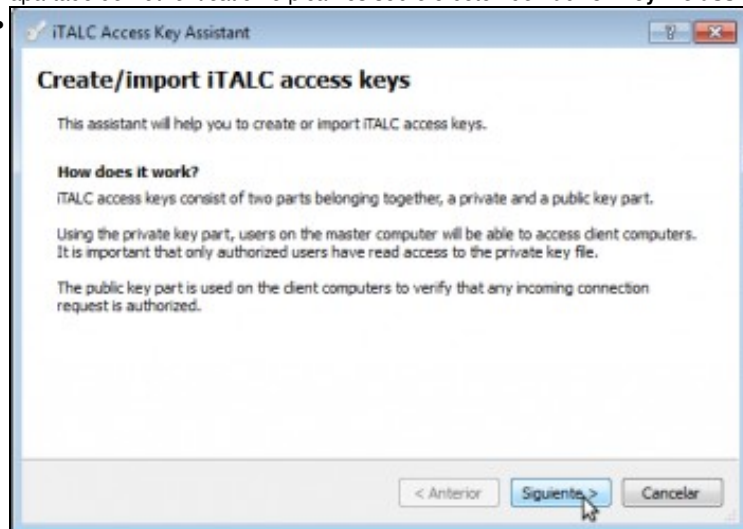 iTALC Access Key Assistant
Create/import iTALC access keys
This assistant will help you to create or import iTALC access keys.
How does it work?
iTALC access keys consist of two parts belonging together, a private and a public key part.
Using the private key part, users on the master computer will be able to access client computers.
It is important that only authorized users have read access to the private key file.
The public key part is used on the client computers to verify that any incoming connection
request is authorized.
< Anterior Siguiente > Cancelar